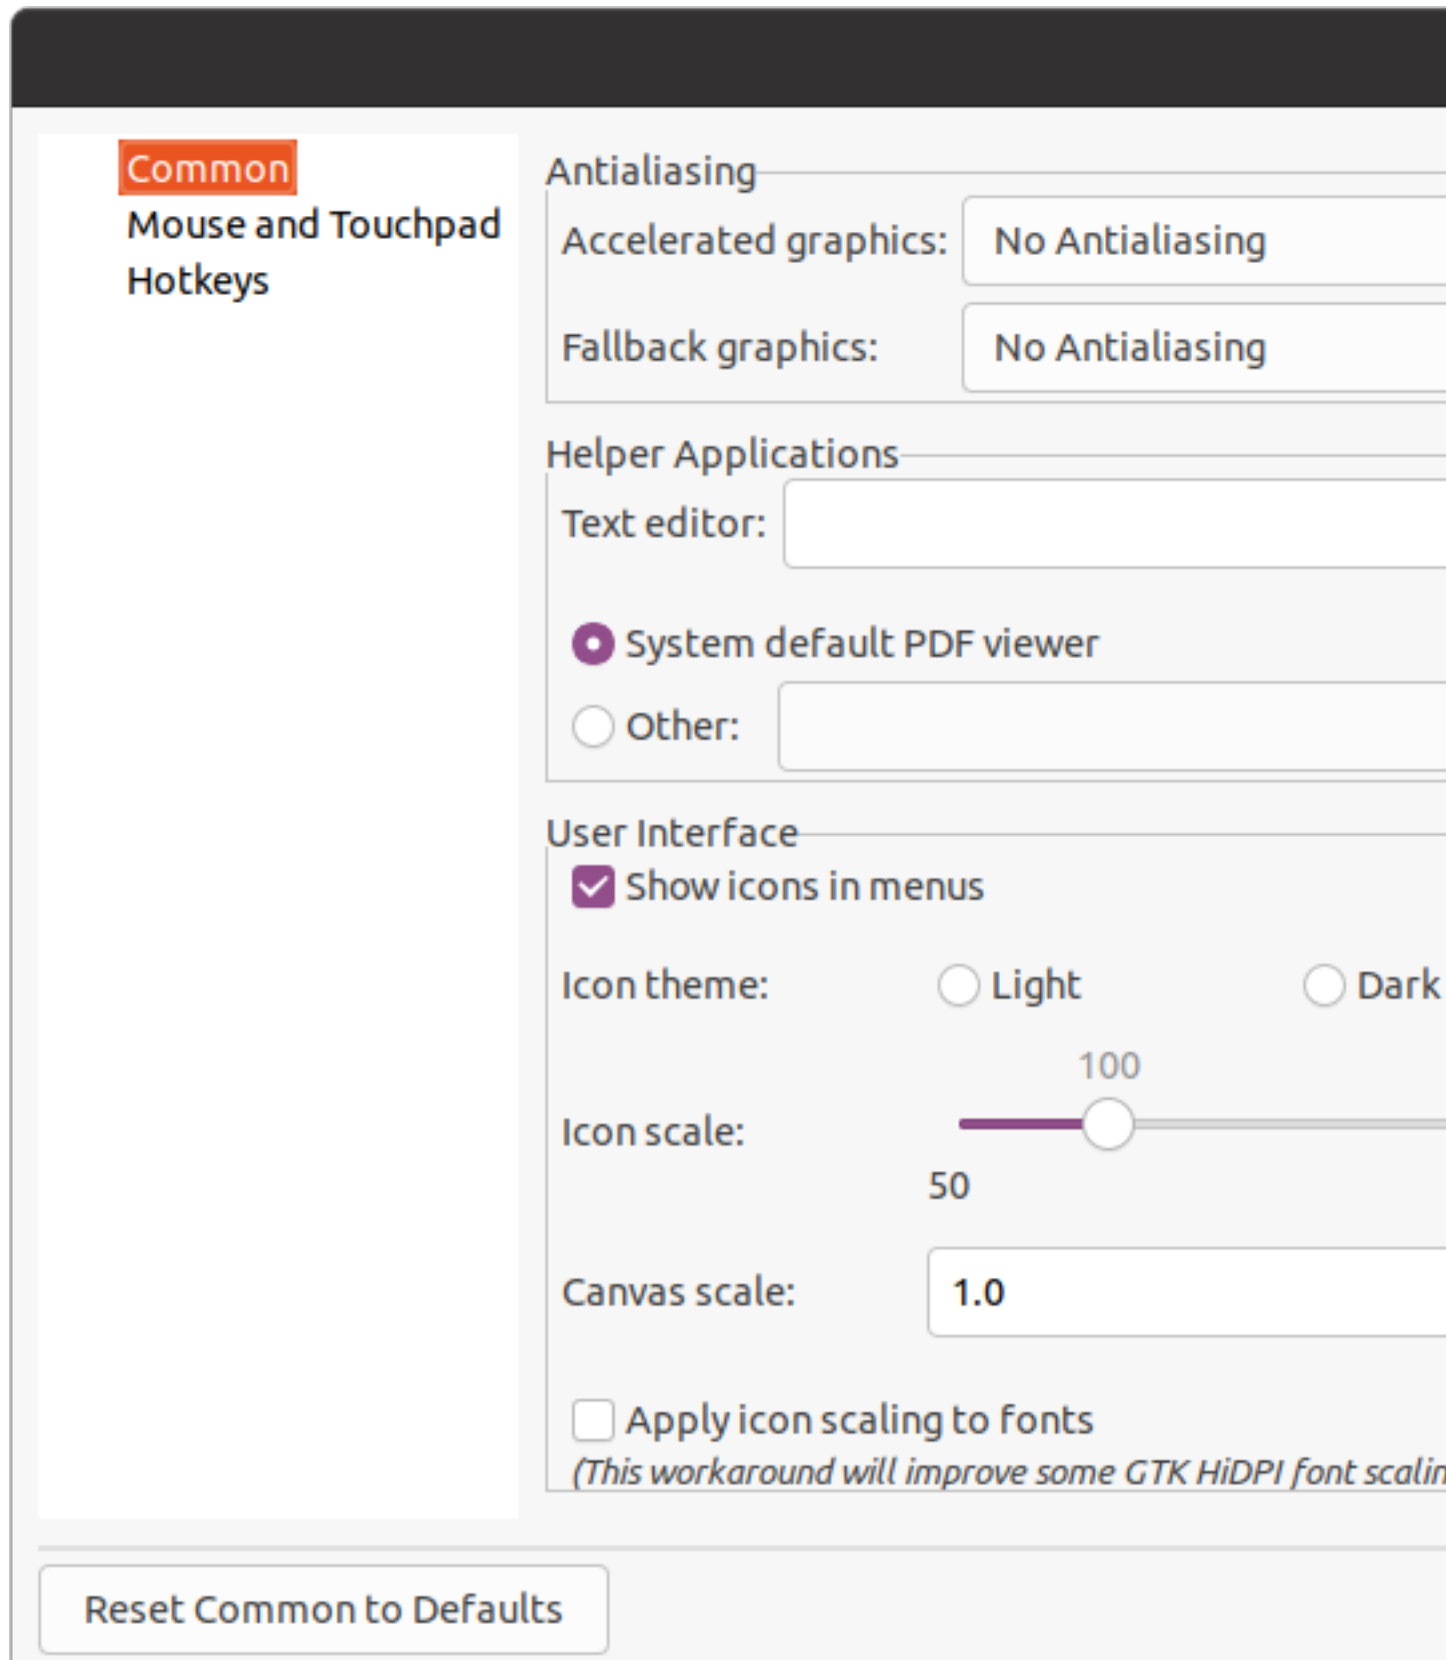 Common
Mouse and Touchpad
Hotkeys
Antialiasing
Accelerated graphics: No Antialiasing
Fallback graphics: No Antialiasing
Helper Applications
Text editor:
System default PDF viewer
Other:
User Interface
Show icons in menus
Icon theme: Light Dark
100
Icon scale:
50
Canvas scale: 1.0
Apply icon scaling to fonts
(This workaround will improve some GTK HiDPI font scalin
Reset Common to Defaults